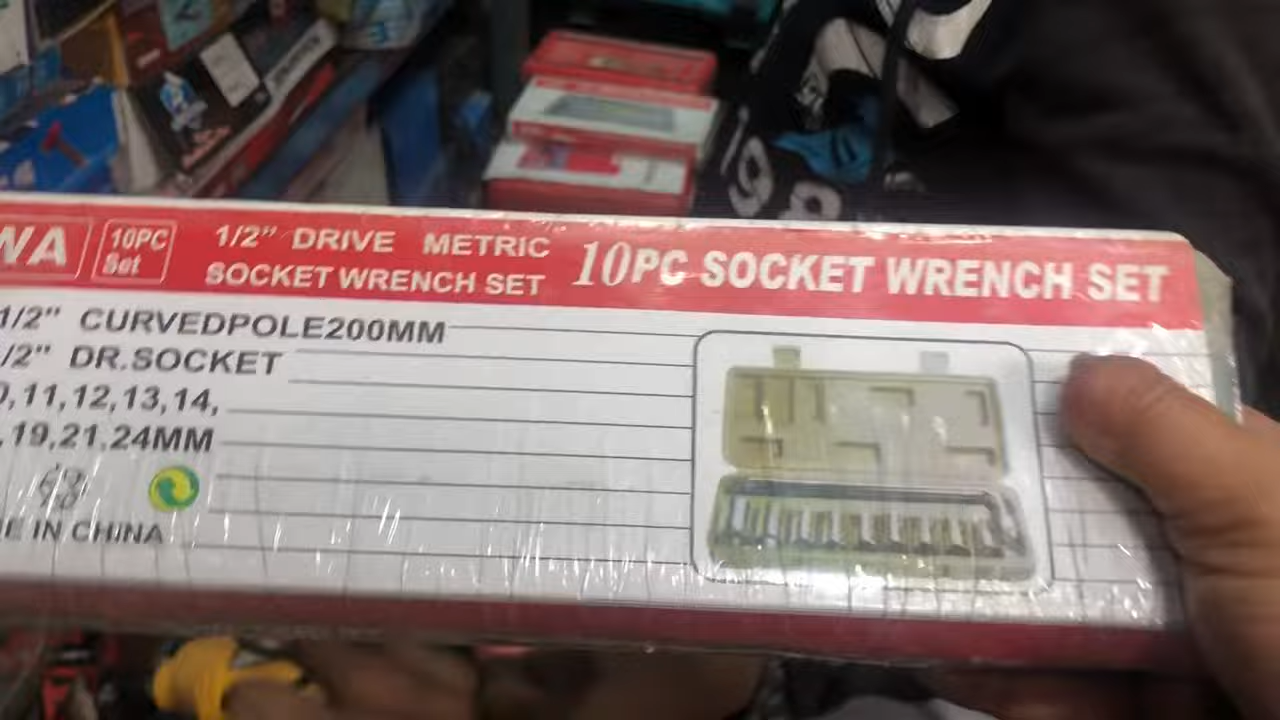 WA
10PC
Set
1/2" DRIVE METRIC
SOCKET WRENCH SET
10PC SOCKET WRENCH SET
1/2" CURVEDPOLE200MM
/2" DR.SOCKET
,11,12,13,14,
,19,21,24MM
E IN CHINA
98